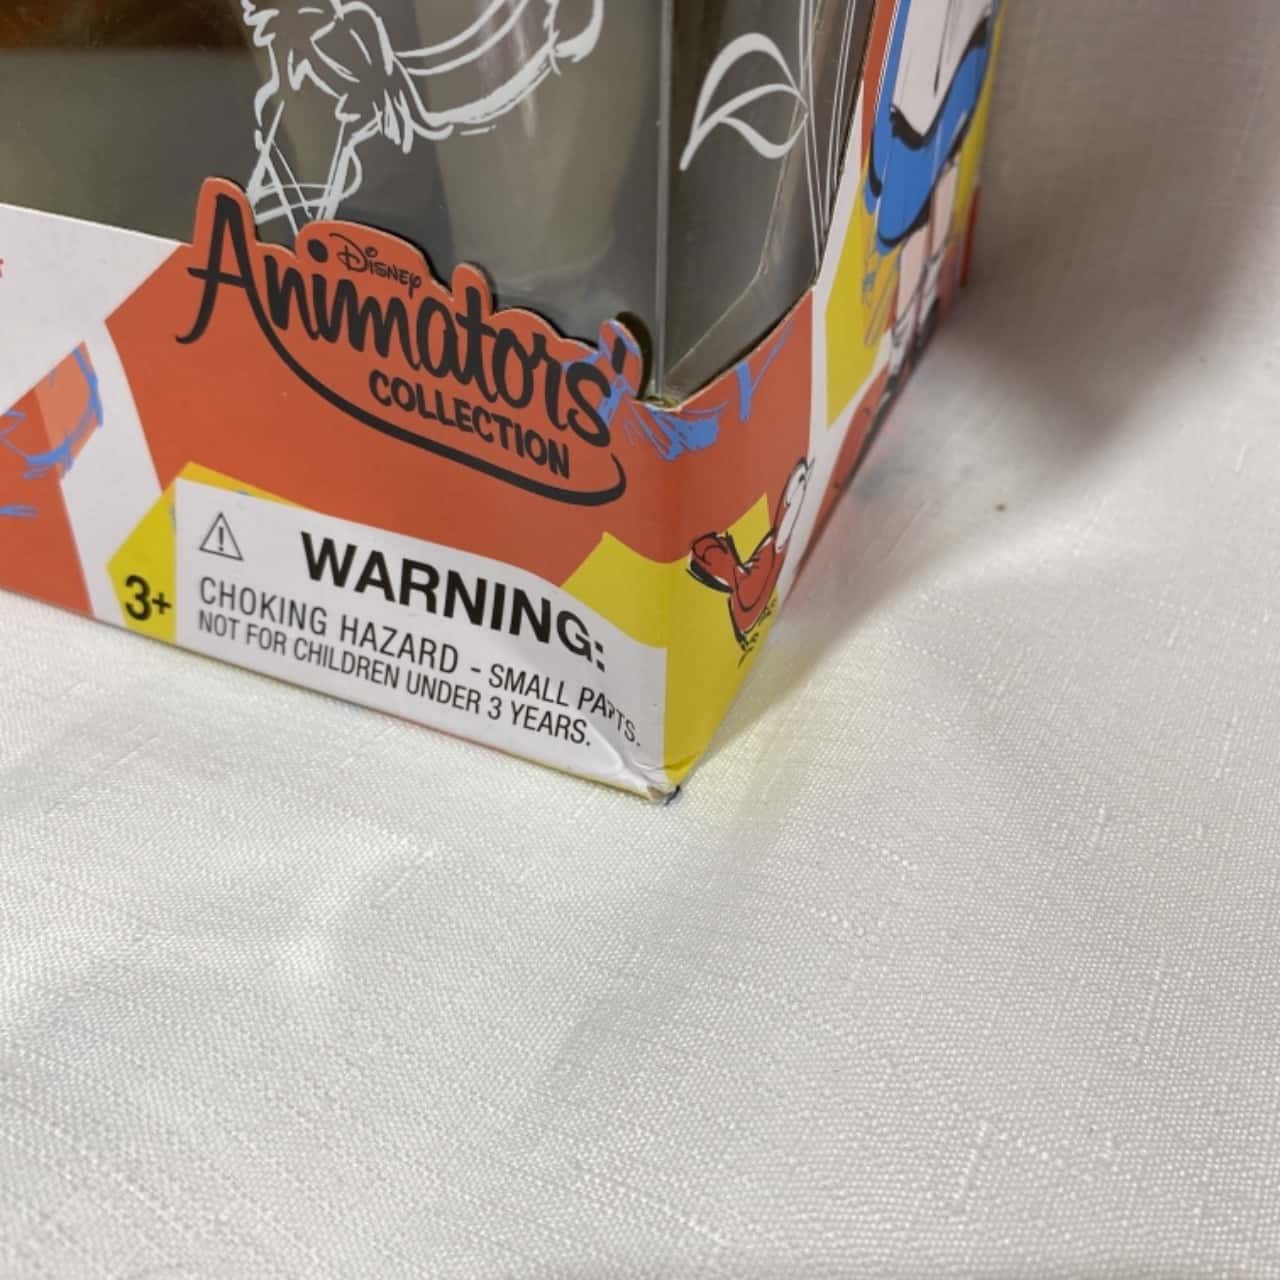 Disney
Animators'
COLLECTION
3+
WARNING:
CHOKING HAZARD - SMALL PARTS.
NOT FOR CHILDREN UNDER 3 YEARS.